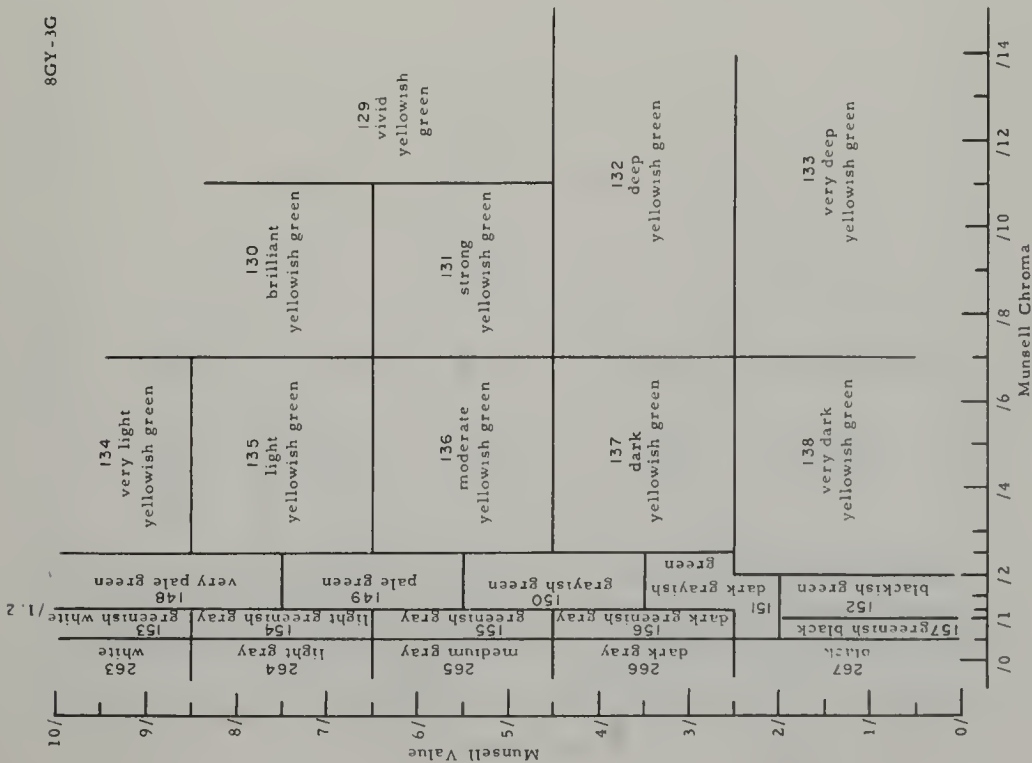 8GY-3G
129
vivid
yellowish
green
130
brilliant
yellowish green
131
strong
yellowish green
132
deep
yellowish green
133
very deep
yellowish green
134
very light
yellowish green
135
light
yellowish green
136
moderate
yellowish green
137
dark
yellowish green
138
very dark
yellowish green
148
very pale green
149
pale green
150
grayish green
151
dark grayish
green
152
blackish green
/1.2
153
greenish white
154
light greenish gray
155
greenish gray
156
dark greenish gray
157 greenish black
263
white
264
light gray
265
medium gray
266
dark gray
267
black
10/
9/
8/
7/
6/
5/
4/
3/
2/
1/
0/
Munsell Value
/0
/1
/2
/4
/6
/8
/10
/12
/14
Munsell Chroma